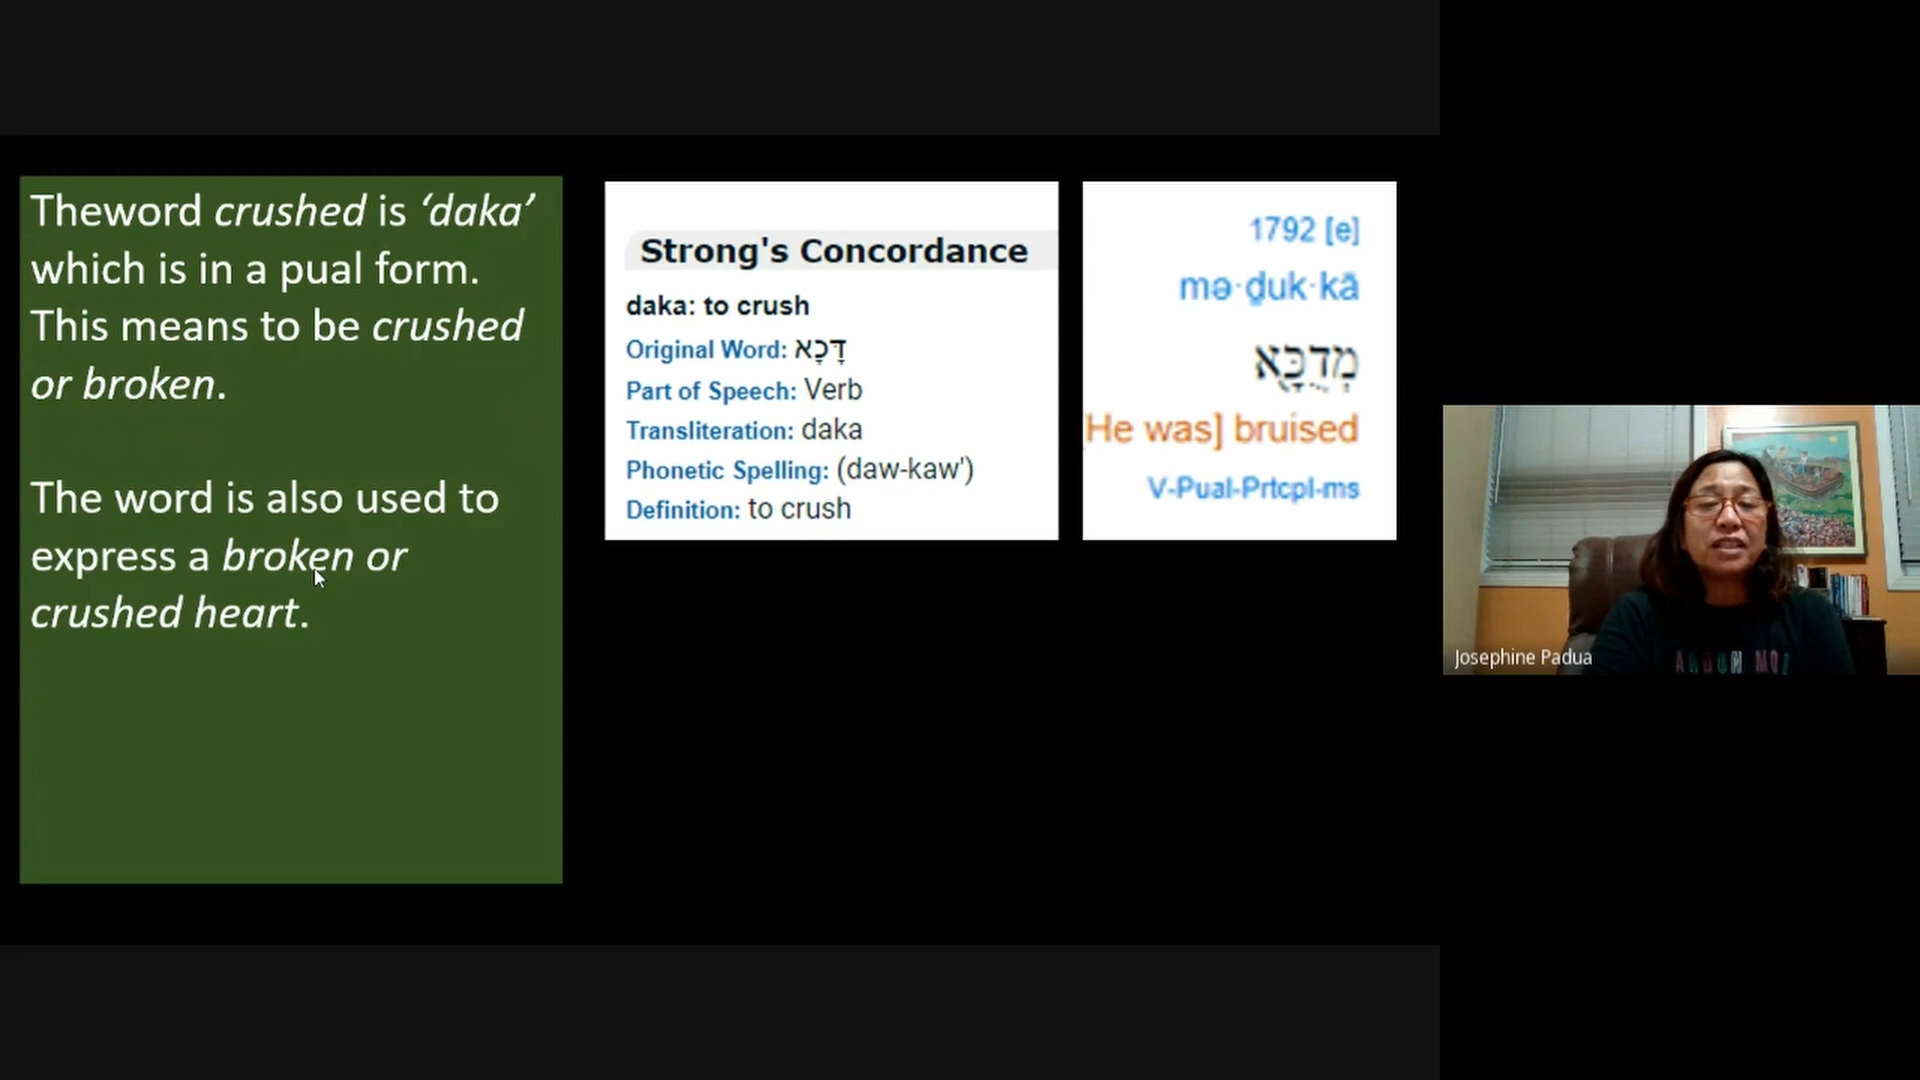 Theword crushed is ‘daka’
which is in a pual form.
This means to be crushed
or broken.
The word is also used to
express a broken or
crushed heart.
Strong's Concordance
daka: to crush
Original Word: דָּכָא
Part of Speech: Verb
Transliteration: daka
Phonetic Spelling: (daw-kaw')
Definition: to crush
1792 [e]
mə·ḏuk·kā
מְדֻכָּ֖א
[He was] bruised
V-Pual-Prtcpl-ms
Josephine Padua